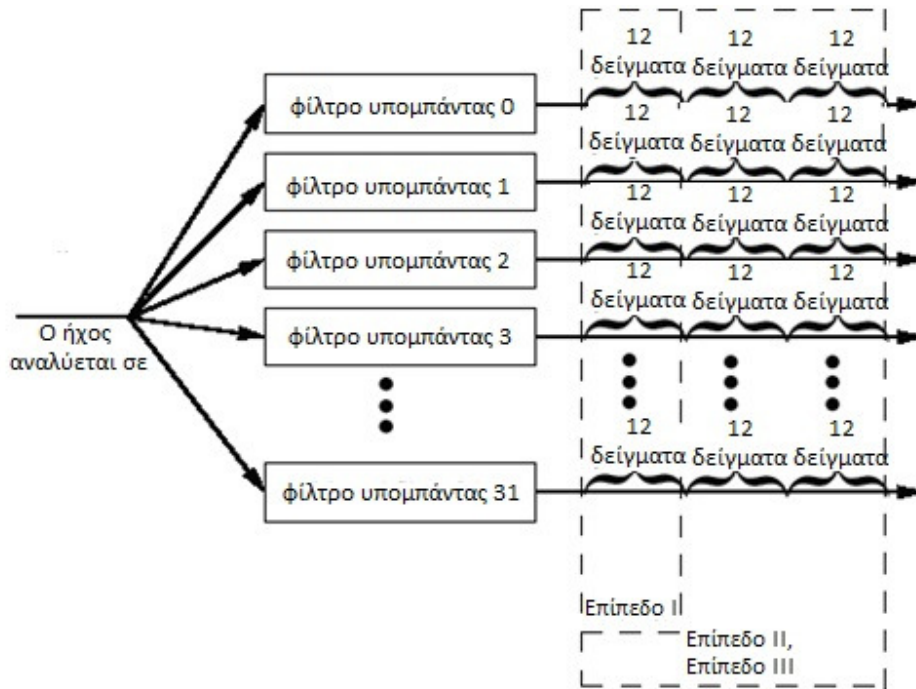 12 12 12
δείγματα δείγματα δείγματα
φίλτρο υπομπάντας 0
12 12 12
δείγματα δείγματα δείγματα
φίλτρο υπομπάντας 1
12 12 12
δείγματα δείγματα δείγματα
φίλτρο υπομπάντας 2
12 12 12
δείγματα δείγματα δείγματα
φίλτρο υπομπάντας 3
Ο ήχος
αναλύεται σε
12 12 12
δείγματα δείγματα δείγματα
φίλτρο υπομπάντας 31
Επίπεδο I
Επίπεδο II,
Επίπεδο III